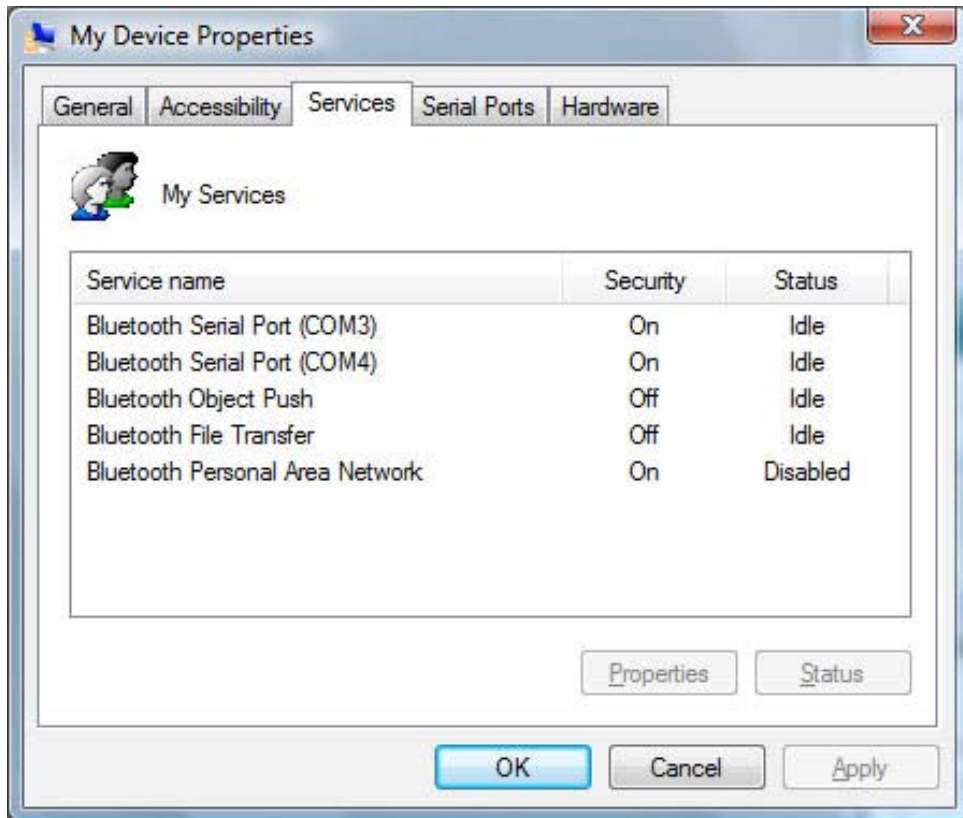 My Device Properties
General Accessibility Services Serial Ports Hardware
My Services
Service name Security Status
Bluetooth Serial Port (COM3) On Idle
Bluetooth Serial Port (COM4) On Idle
Bluetooth Object Push Off Idle
Bluetooth File Transfer Off Idle
Bluetooth Personal Area Network On Disabled
Properties Status
OK Cancel Apply